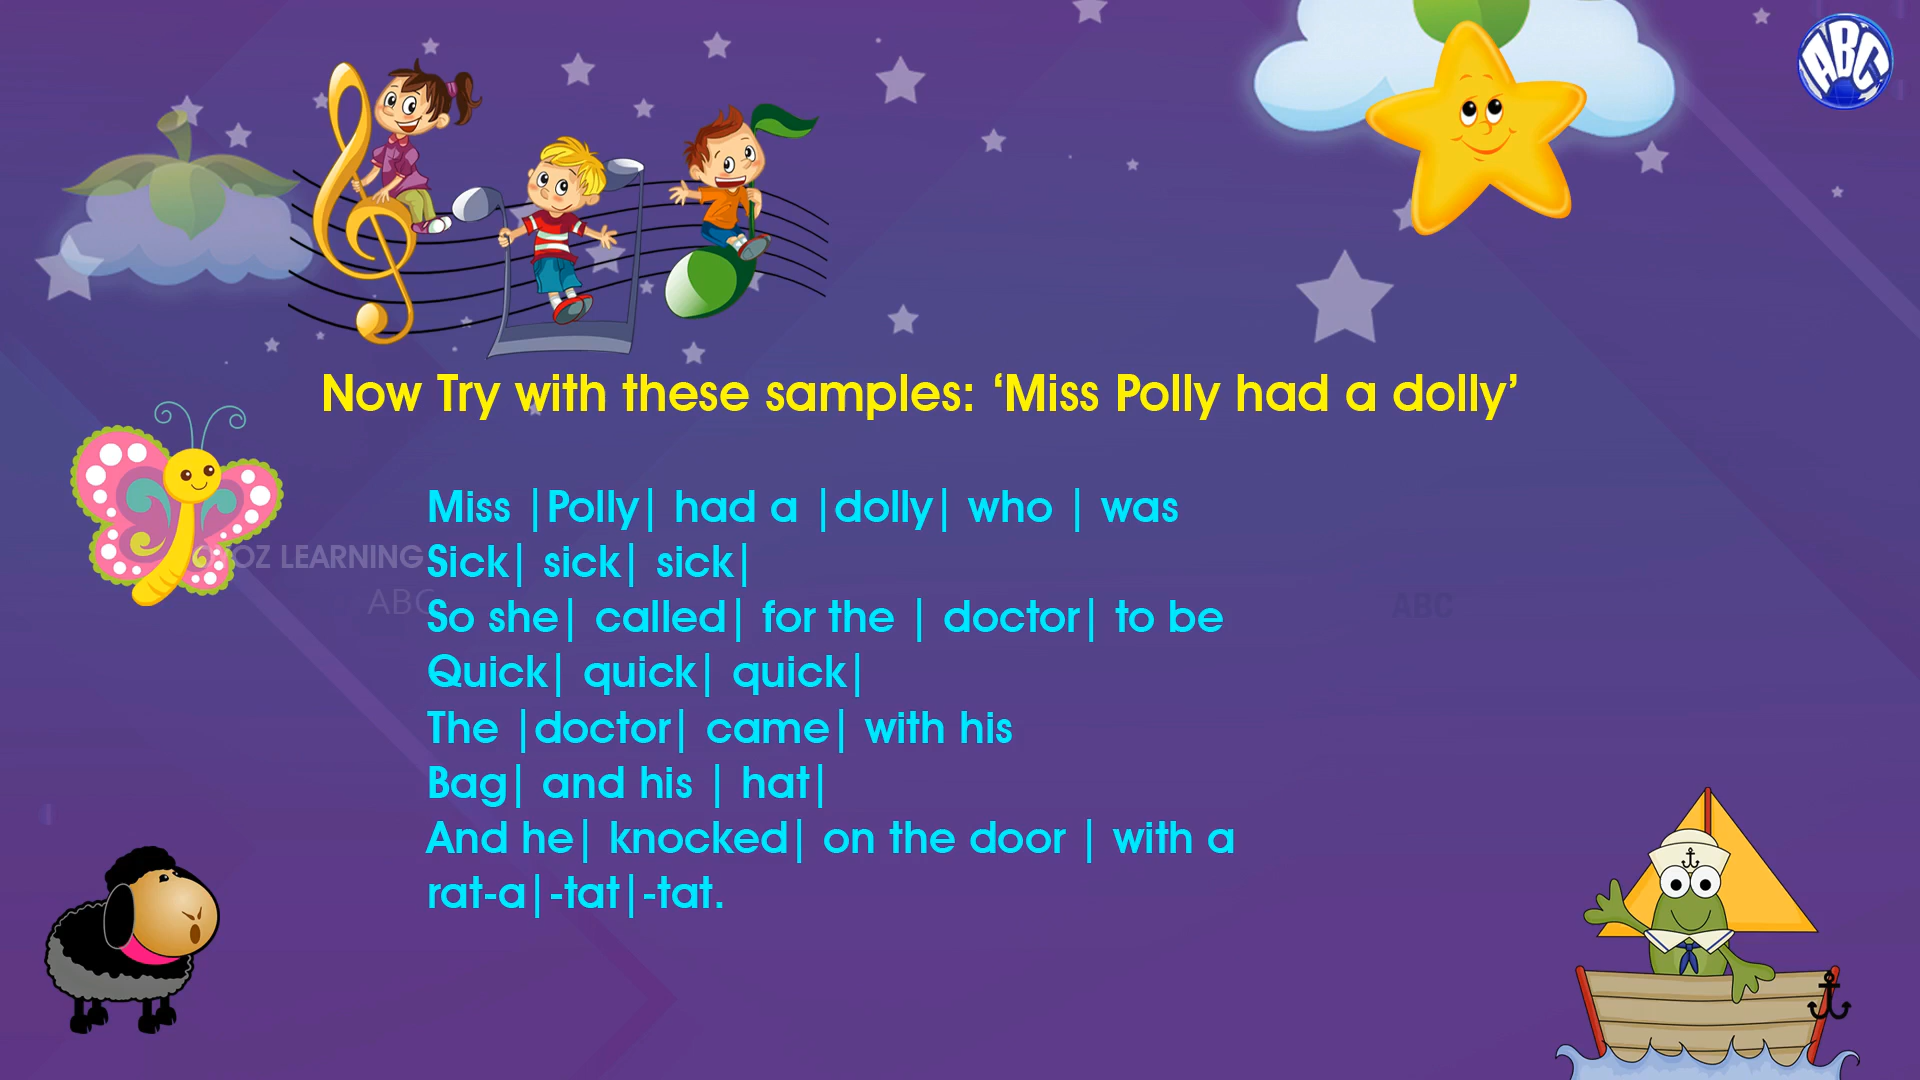 ABC
Now Try with these samples: ‘Miss Polly had a dolly’
Miss |Polly| had a |dolly| who | was
OZ LEARNING
Sick| sick| sick|
ABC
ABC
So she| called| for the | doctor| to be
Quick| quick| quick|
The |doctor| came| with his
Bag| and his | hat|
And he| knocked| on the door | with a
rat-a|-tat|-tat.